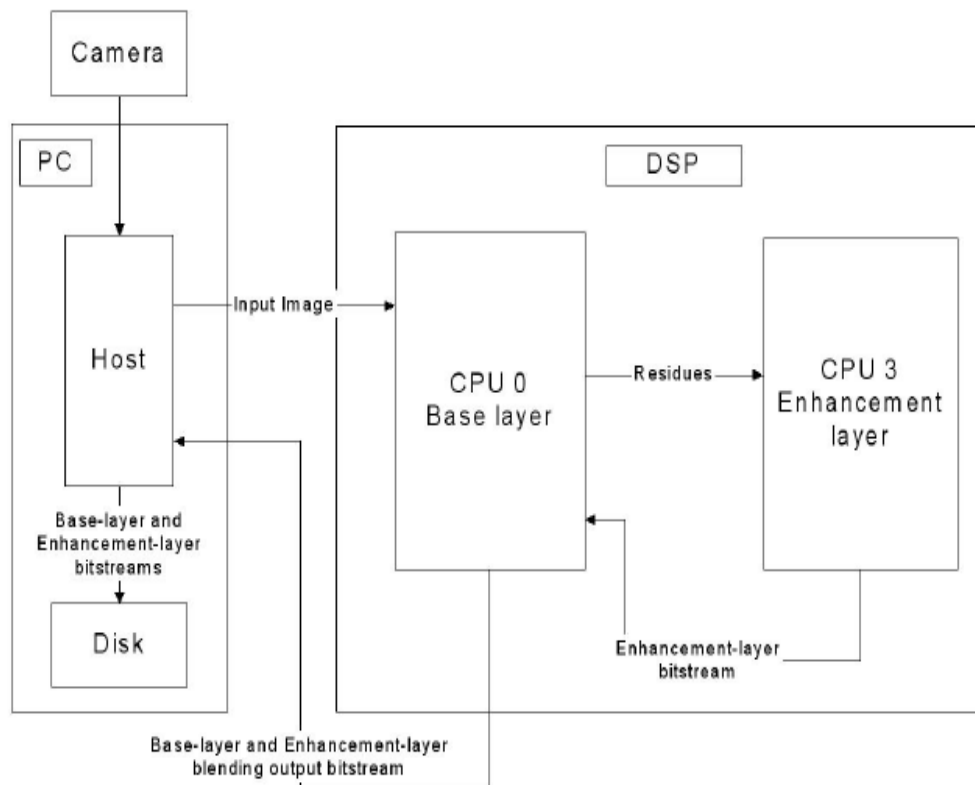 Camera
PC
DSP
Input Image
Host
CPU 0
Base layer
Residues
CPU 3
Enhancement
layer
Base-layer and
Enhancement-layer
bitstreams
Disk
Enhancement-layer
bitstream
Base-layer and Enhancement-layer
blending output bitstream